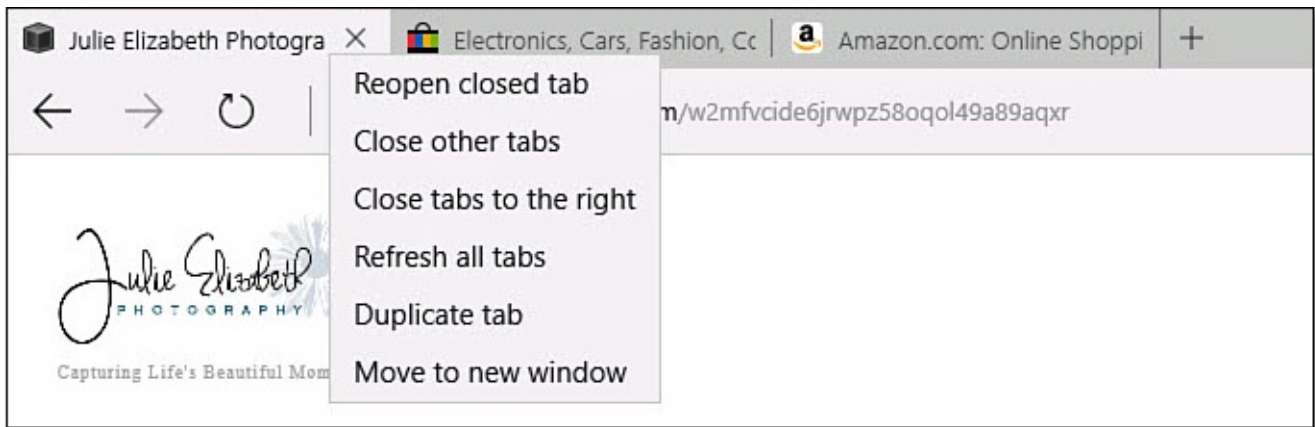 Julie Elizabeth Photogra
Electronics, Cars, Fashion, Cc
Amazon.com: Online Shoppi
m/w2mfvcide6jrwpz58oqol49a89aqxr
Reopen closed tab
Close other tabs
Close tabs to the right
Refresh all tabs
Duplicate tab
Move to new window
Julie Elizabeth
PHOTOGRAPHY
Capturing Life's Beautiful Mom